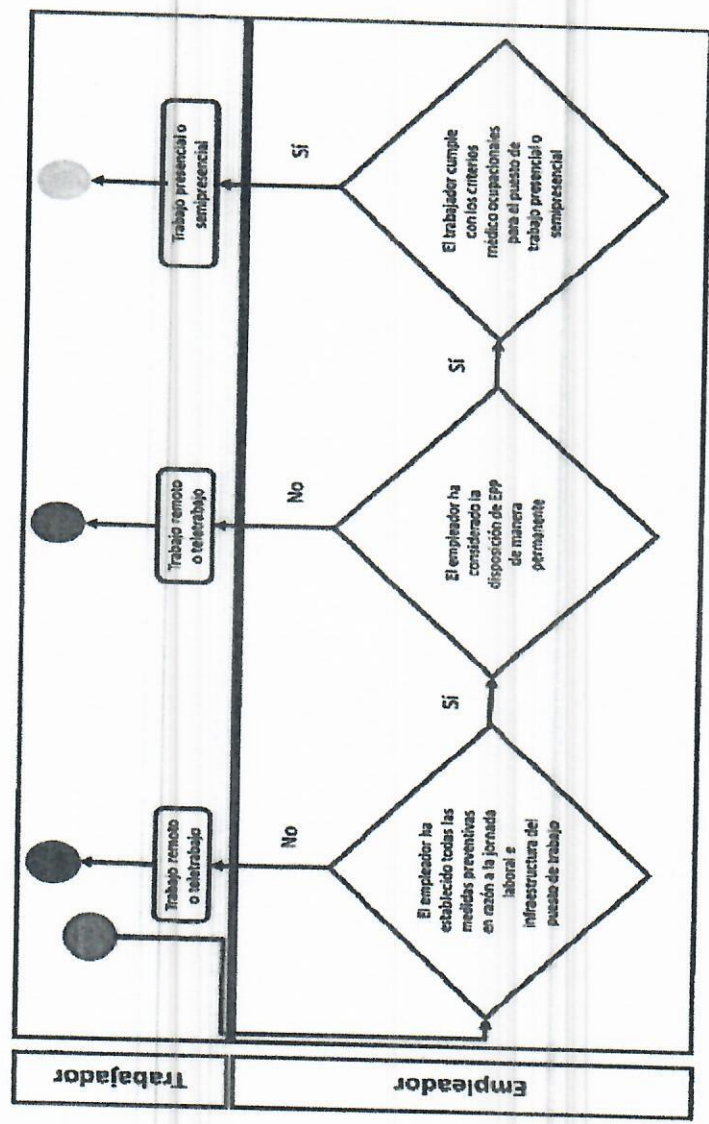 Trabajador
Trabajo remoto
o teletrabajo
Trabajo remoto
o teletrabajo
Trabajo presencial o
semipresencial
Empleador
No
No
Sí
El empleador ha
establecido todas las
medidas preventivas
en razón a la jornada
laboral e
infraestructura del
puesto de trabajo
Sí
El empleador ha
considerado la
disposición de EPP
de manera
permanente
Sí
El trabajador cumple
con los criterios
médico ocupacionales
para el puesto de
trabajo presencial o
semipresencial